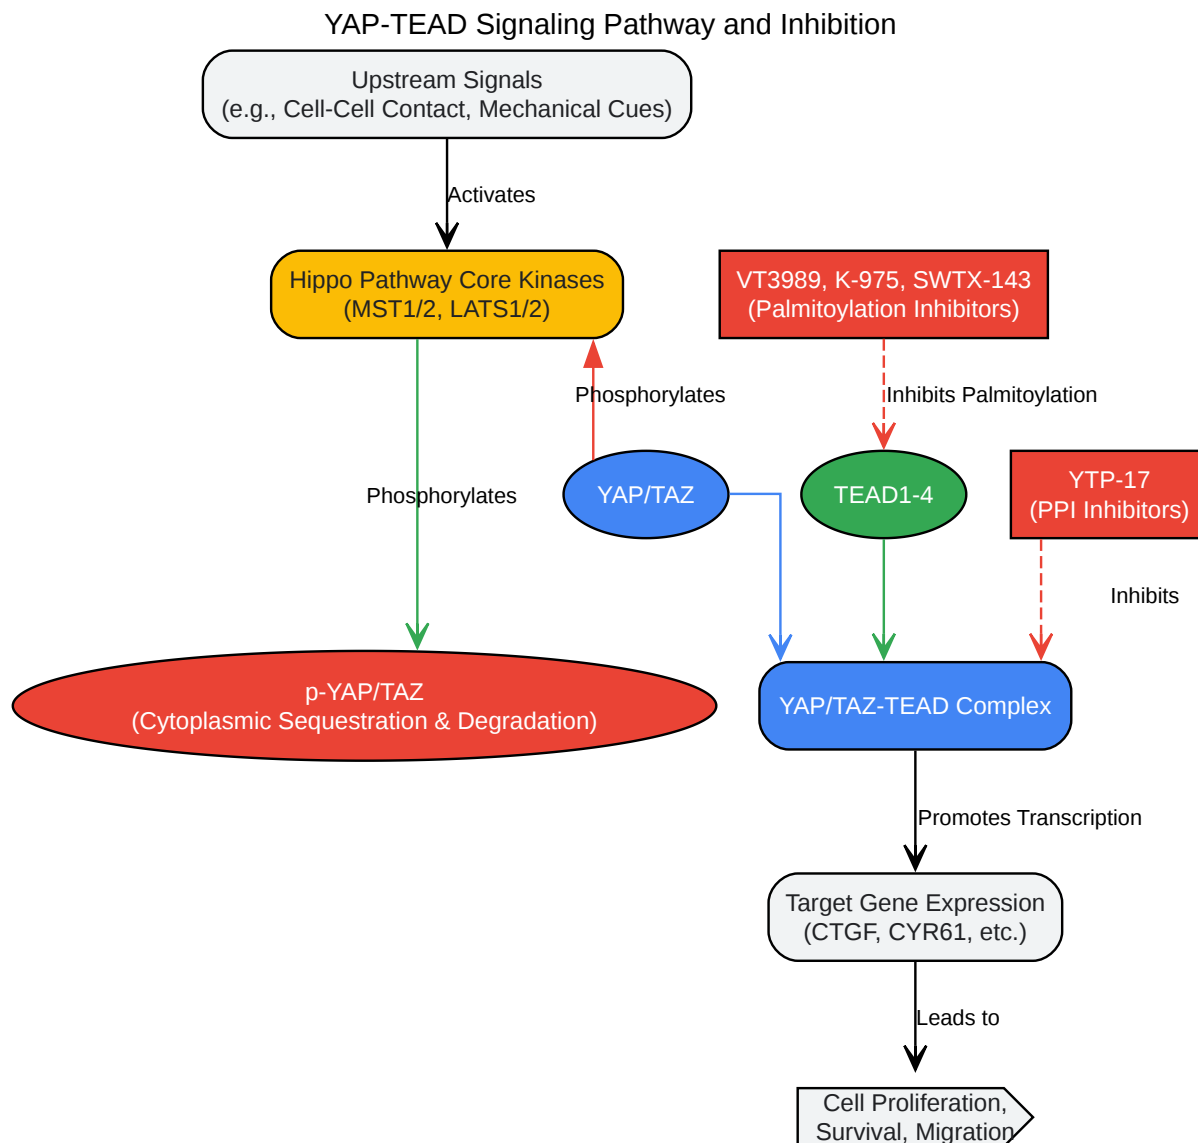 YAP-TEAD Signaling Pathway and Inhibition
Upstream Signals
(e.g., Cell-Cell Contact, Mechanical Cues)
Activates
Hippo Pathway Core Kinases
(MST1/2, LATS1/2)
VT3989, K-975, SWTX-143
(Palmitoylation Inhibitors)
Phosphorylates
Inhibits Palmitoylation
Phosphorylates
YAP/TAZ
TEAD1-4
YTP-17
(PPI Inhibitors)
Inhibits
p-YAP/TAZ
(Cytoplasmic Sequestration & Degradation)
YAP/TAZ-TEAD Complex
Promotes Transcription
Target Gene Expression
(CTGF, CYR61, etc.)
Leads to
Cell Proliferation,
Survival, Migration